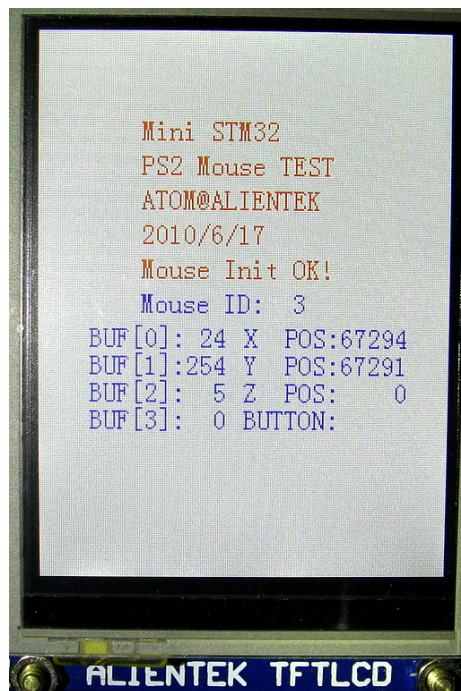 Mini STM32
PS2 Mouse TEST
ATOM@ALIENTEK
2010/6/17
Mouse Init OK!
Mouse ID:  3
BUF[0]: 24 X  POS:67294
BUF[1]:254 Y  POS:67291
BUF[2]:  5 Z  POS:    0
BUF[3]:  0 BUTTON:
ALIENTEK TFTLCD